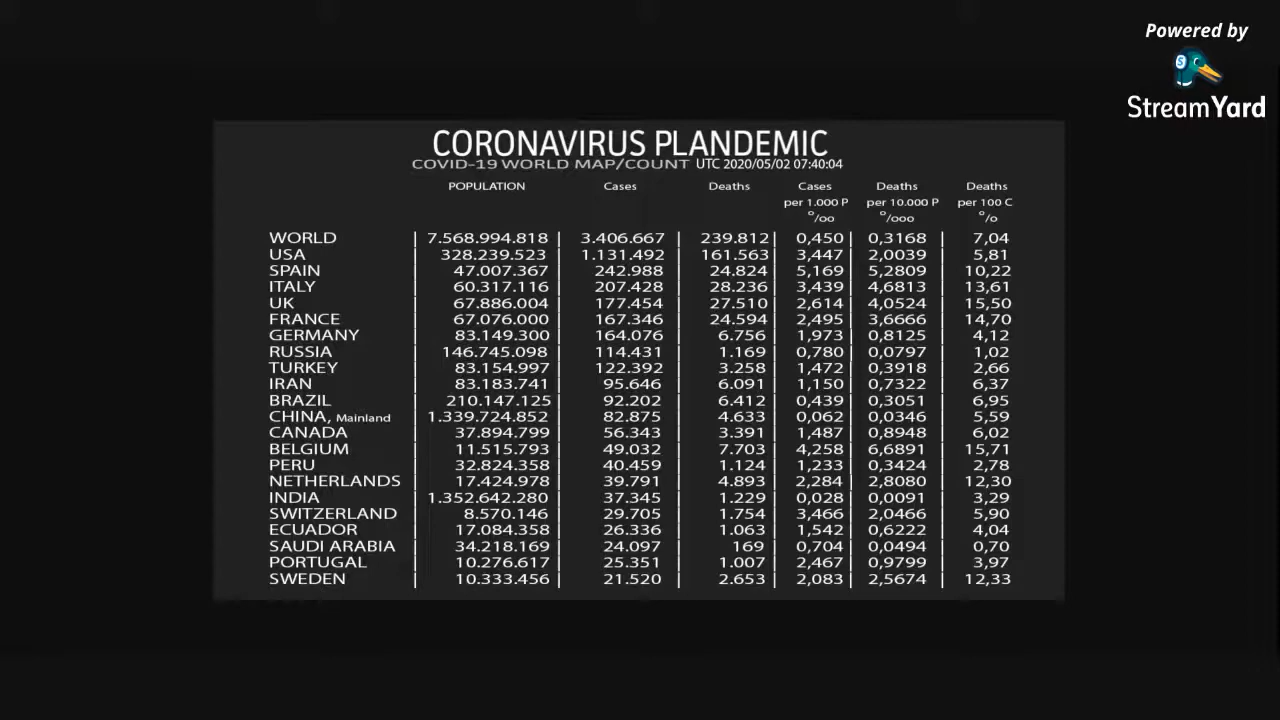 Powered by
StreamYard
CORONAVIRUS PLANDEMIC
COVID-19 WORLD MAP/COUNT UTC 2020/05/02 07:40:04
POPULATION Cases Deaths Cases Deaths Deaths
per 1.000 P per 10.000 P per 100 C
º/oo º/ooo º/o
WORLD | 7.568.994.818 | 3.406.667 | 239.812 | 0,450 | 0,3168 | 7,04
USA | 328.239.523 | 1.131.492 | 161.563 | 3,447 | 2,0039 | 5,81
SPAIN | 47.007.367 | 242.988 | 24.824 | 5,169 | 5,2809 | 10,22
ITALY | 60.317.116 | 207.428 | 28.236 | 3,439 | 4,6813 | 13,61
UK | 67.886.004 | 177.454 | 27.510 | 2,614 | 4,0524 | 15,50
FRANCE | 67.076.000 | 167.346 | 24.594 | 2,495 | 3,6666 | 14,70
GERMANY | 83.149.300 | 164.076 | 6.756 | 1,973 | 0,8125 | 4,12
RUSSIA | 146.745.098 | 114.431 | 1.169 | 0,780 | 0,0797 | 1,02
TURKEY | 83.154.997 | 122.392 | 3.258 | 1,472 | 0,3918 | 2,66
IRAN | 83.183.741 | 95.646 | 6.091 | 1,150 | 0,7322 | 6,37
BRAZIL | 210.147.125 | 92.202 | 6.412 | 0,439 | 0,3051 | 6,95
CHINA, Mainland | 1.339.724.852 | 82.875 | 4.633 | 0,062 | 0,0346 | 5,59
CANADA | 37.894.799 | 56.343 | 3.391 | 1,487 | 0,8948 | 6,02
BELGIUM | 11.515.793 | 49.032 | 7.703 | 4,258 | 6,6891 | 15,71
PERU | 32.824.358 | 40.459 | 1.124 | 1,233 | 0,3424 | 2,78
NETHERLANDS | 17.424.978 | 39.791 | 4.893 | 2,284 | 2,8080 | 12,30
INDIA | 1.352.642.280 | 37.345 | 1.229 | 0,028 | 0,0091 | 3,29
SWITZERLAND | 8.570.146 | 29.705 | 1.754 | 3,466 | 2,0466 | 5,90
ECUADOR | 17.084.358 | 26.336 | 1.063 | 1,542 | 0,6222 | 4,04
SAUDI ARABIA | 34.218.169 | 24.097 | 169 | 0,704 | 0,0494 | 0,70
PORTUGAL | 10.276.617 | 25.351 | 1.007 | 2,467 | 0,9799 | 3,97
SWEDEN | 10.333.456 | 21.520 | 2.653 | 2,083 | 2,5674 | 12,33